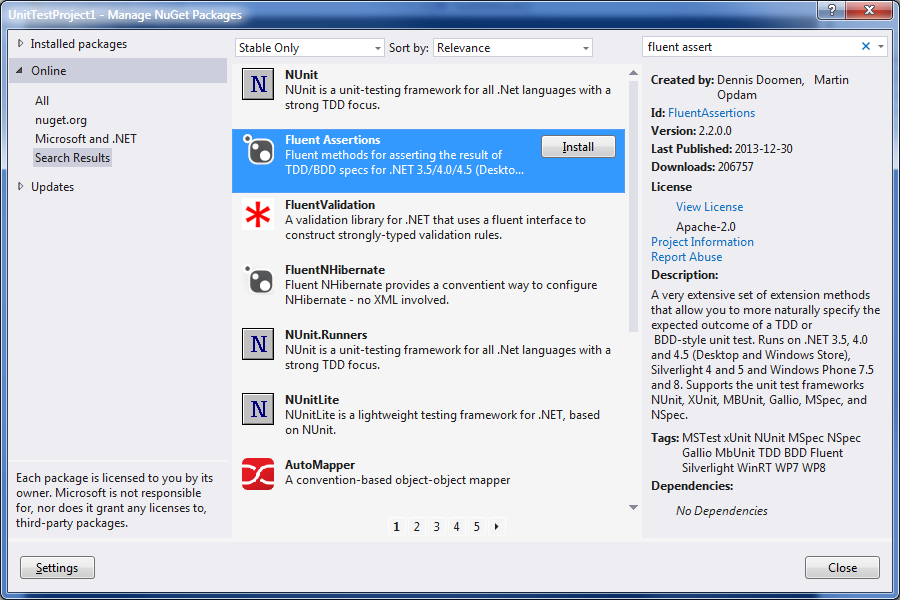 UnitTestProject1 - Manage NuGet Packages
?
Installed packages
Online
All
nuget.org
Microsoft and .NET
Search Results
Updates
Each package is licensed to you by its
owner. Microsoft is not responsible
for, nor does it grant any licenses to,
third-party packages.
Settings
Stable Only
Sort by:
Relevance
N
NUnit
NUnit is a unit-testing framework for all .Net languages with a
strong TDD focus.
Fluent Assertions
Fluent methods for asserting the result of
TDD/BDD specs for .NET 3.5/4.0/4.5 (Deskto...
Install
FluentValidation
A validation library for .NET that uses a fluent interface to
construct strongly-typed validation rules.
FluentNHibernate
Fluent NHibernate provides a conventient way to configure
NHibernate - no XML involved.
N
NUnit.Runners
NUnit is a unit-testing framework for all .Net languages with a
strong TDD focus.
N
NUnitLite
NUnitLite is a lightweight testing framework for .NET, based
on NUnit.
AutoMapper
A convention-based object-object mapper
1 2 3 4 5
fluent assert
Created by: Dennis Doomen, Martin
Opdam
Id: FluentAssertions
Version: 2.2.0.0
Last Published: 2013-12-30
Downloads: 206757
License
View License
Apache-2.0
Project Information
Report Abuse
Description:
A very extensive set of extension methods
that allow you to more naturally specify the
expected outcome of a TDD or
BDD-style unit test. Runs on .NET 3.5, 4.0
and 4.5 (Desktop and Windows Store),
Silverlight 4 and 5 and Windows Phone 7.5
and 8. Supports the unit test frameworks
NUnit, XUnit, MBUnit, Gallio, MSpec, and
NSpec.
Tags: MSTest xUnit NUnit MSpec NSpec
Gallio MbUnit TDD BDD Fluent
Silverlight WinRT WP7 WP8
Dependencies:
No Dependencies
Close